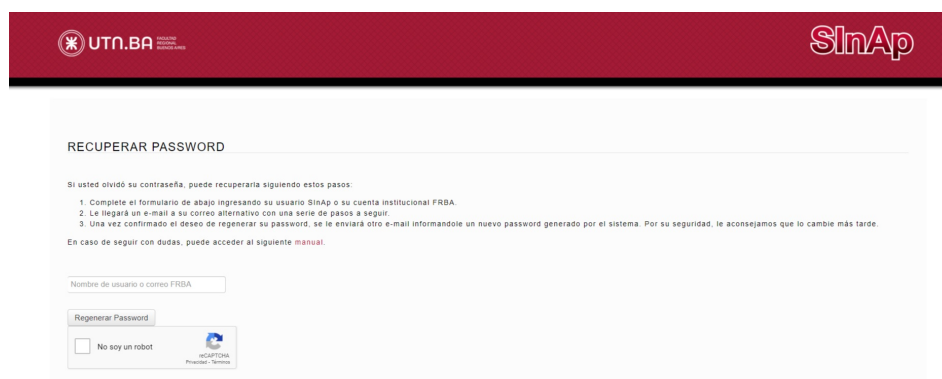 UTN.BA FACULTAD REGIONAL BUENOS AIRES
SInAp
RECUPERAR PASSWORD
Si usted olvidó su contraseña, puede recuperarla siguiendo estos pasos:
1. Complete el formulario de abajo ingresando su usuario SInAp o su cuenta institucional FRBA.
2. Le llegará un e-mail a su correo alternativo con una serie de pasos a seguir.
3. Una vez confirmado el deseo de regenerar su password, se le enviará otro e-mail informandole un nuevo password generado por el sistema. Por su seguridad, le aconsejamos que lo cambie más tarde.
En caso de seguir con dudas, puede acceder al siguiente manual.
Nombre de usuario o correo FRBA
Regenerar Password
No soy un robot
reCAPTCHA
Privacidad - Términos